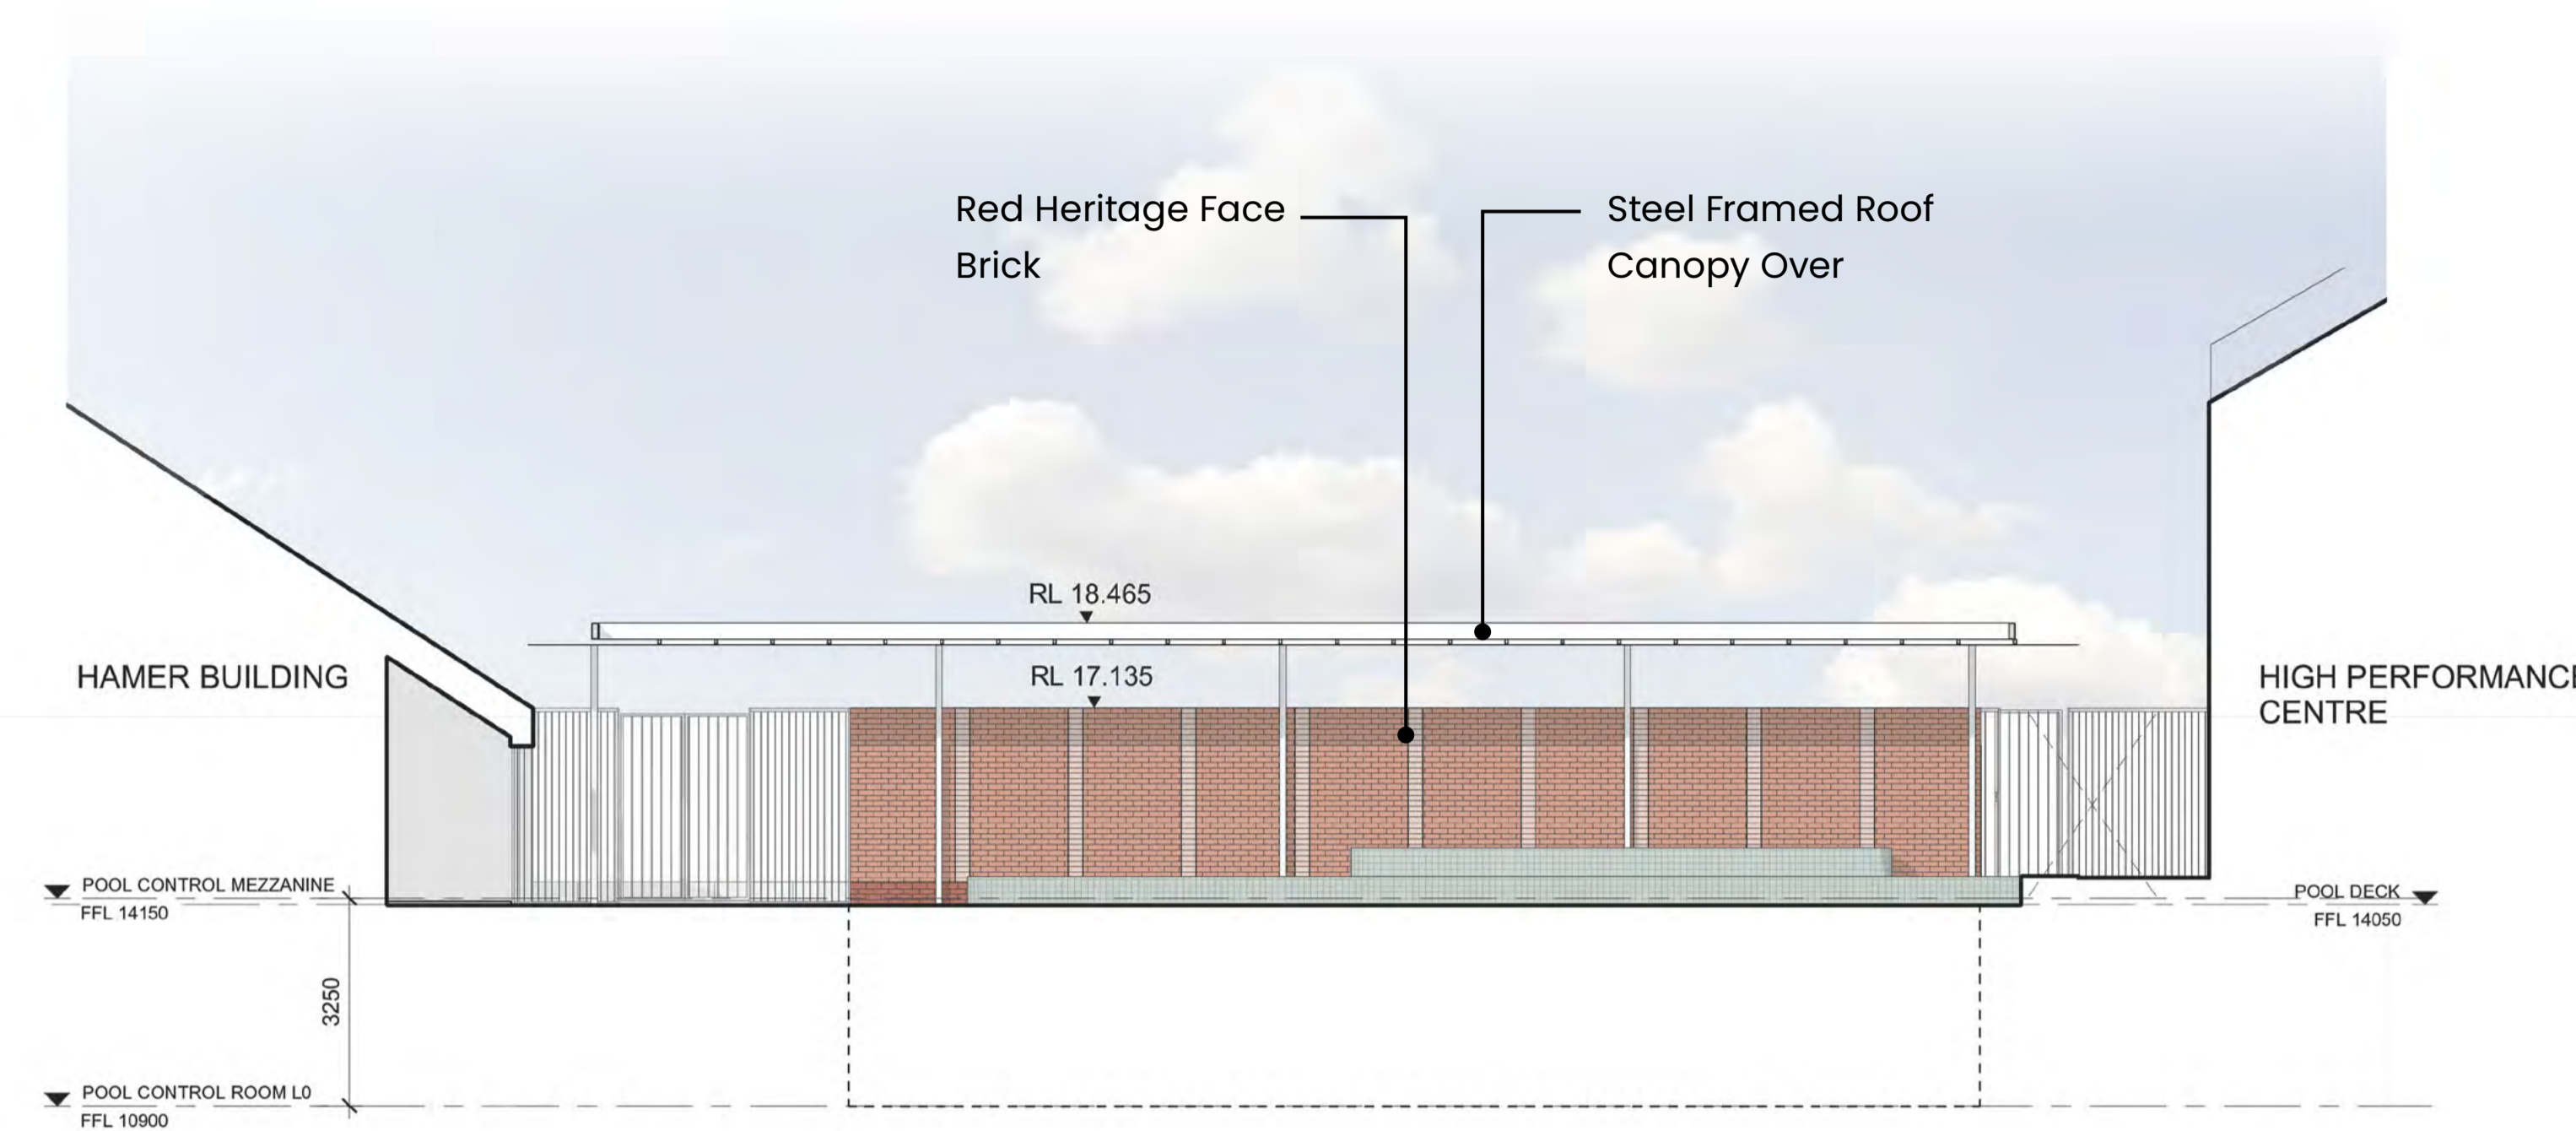 Red Heritage Face
Brick
Steel Framed Roof
Canopy Over
RL 18.465
RL 17.135
HAMER BUILDING
HIGH PERFORMANCE
CENTRE
POOL CONTROL MEZZANINE
FFL 14150
POOL DECK
FFL 14050
3250
POOL CONTROL ROOM L0
FFL 10900